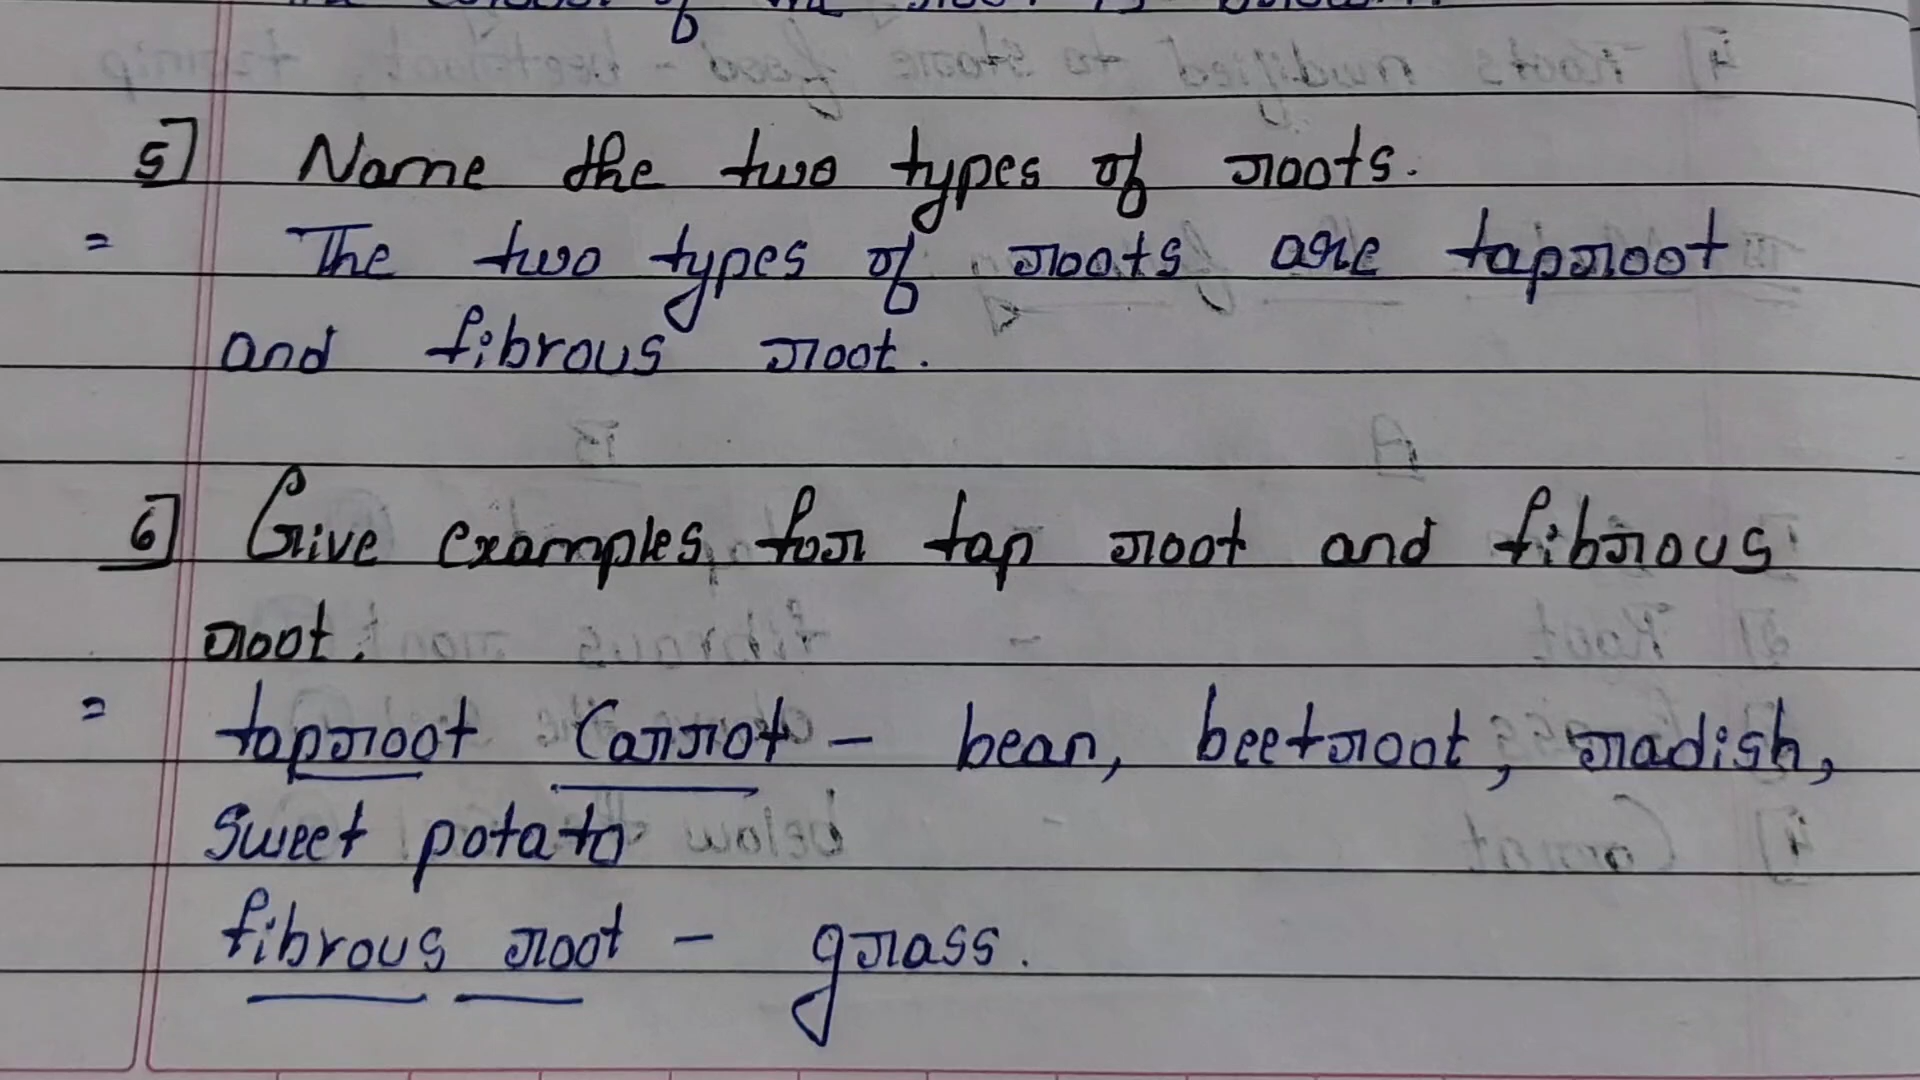 5] Name the two types of roots.
= The two types of roots are taproot
and fibrous root.
6] Give examples for tap root and fibrous
root.
= taproot Carrot - bean, beetroot, radish,
sweet potato
fibrous root - grass.